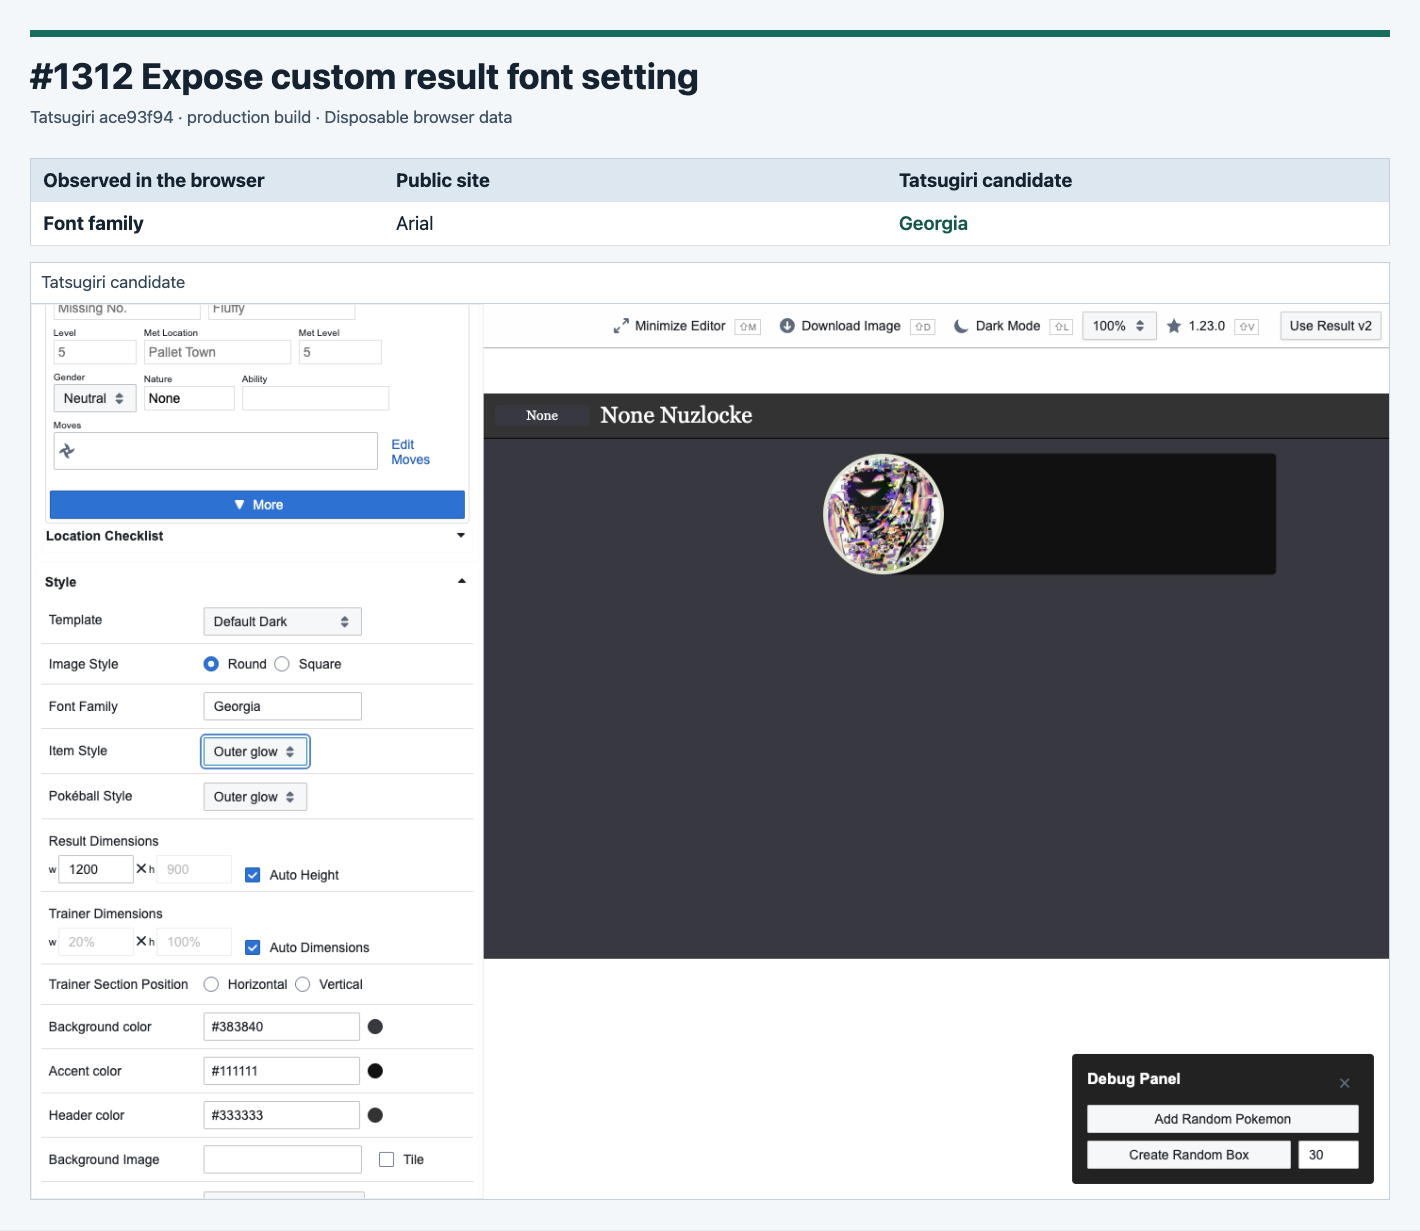 #1312 Expose custom result font setting
Tatsugiri ace93f94 · production build · Disposable browser data
Observed in the browser Public site Tatsugiri candidate
Font family Arial Georgia
Tatsugiri candidate
Missing No. Fluffy
Level Met Location Met Level
5 Pallet Town 5
Gender Nature Ability
Neutral None
Moves
Edit
Moves
▼ More
Location Checklist
Style
Template Default Dark
Image Style Round Square
Font Family Georgia
Item Style Outer glow
Pokéball Style Outer glow
Result Dimensions
w 1200 ✕ h 900 Auto Height
Trainer Dimensions
w 20% ✕ h 100% Auto Dimensions
Trainer Section Position Horizontal Vertical
Background color #383840
Accent color #111111
Header color #333333
Background Image Tile
Minimize Editor ⇧M Download Image ⇧D Dark Mode ⇧L 100% 1.23.0 ⇧V Use Result v2
None None Nuzlocke
Debug Panel ×
Add Random Pokemon
Create Random Box 30